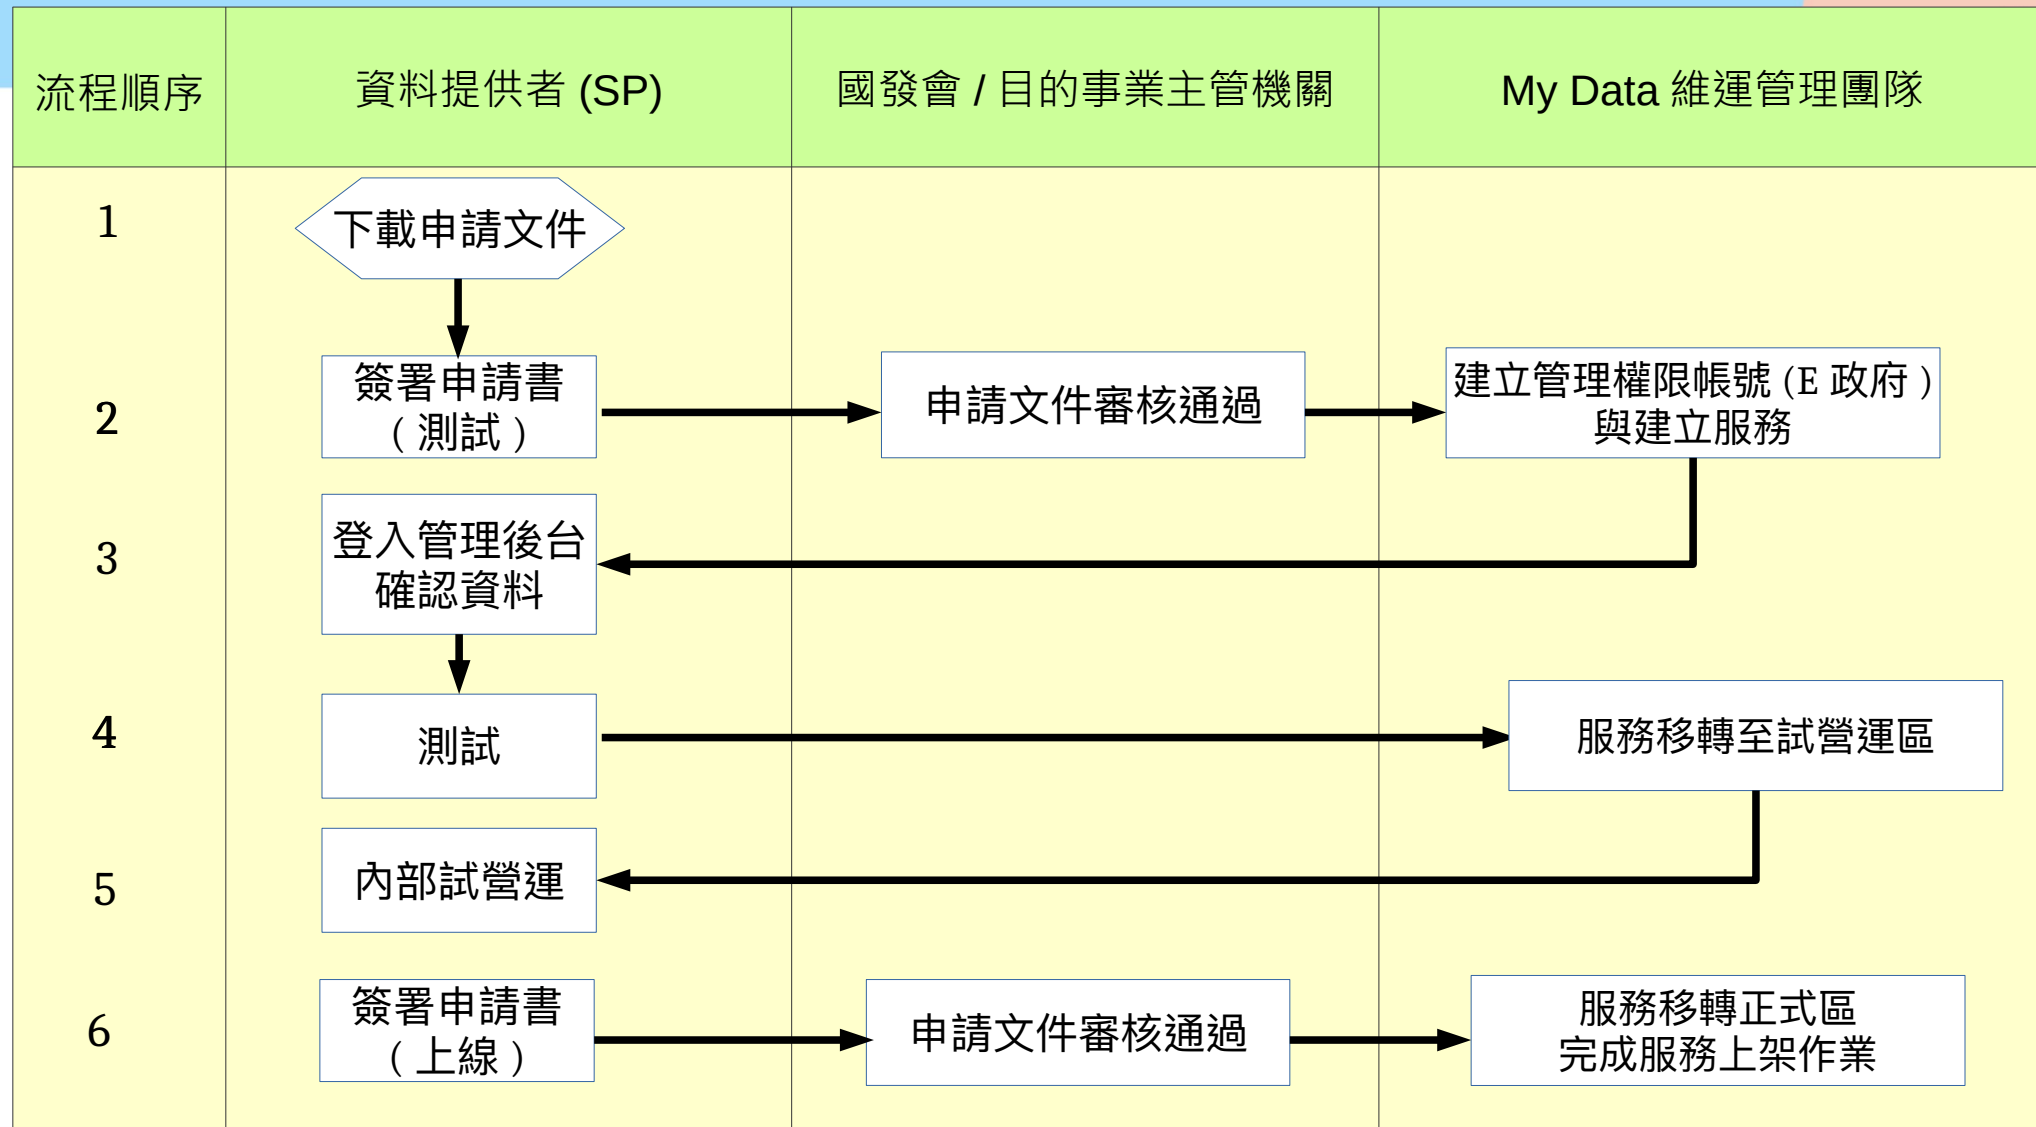 流程順序
資料提供者 (SP)
國發會 / 目的事業主管機關
My Data 維運管理團隊
1
下載申請文件
2
簽署申請書
( 測試 )
申請文件審核通過
建立管理權限帳號 (E 政府 )
與建立服務
3
登入管理後台
確認資料
4
測試
服務移轉至試營運區
5
內部試營運
6
簽署申請書
( 上線 )
申請文件審核通過
服務移轉正式區
完成服務上架作業